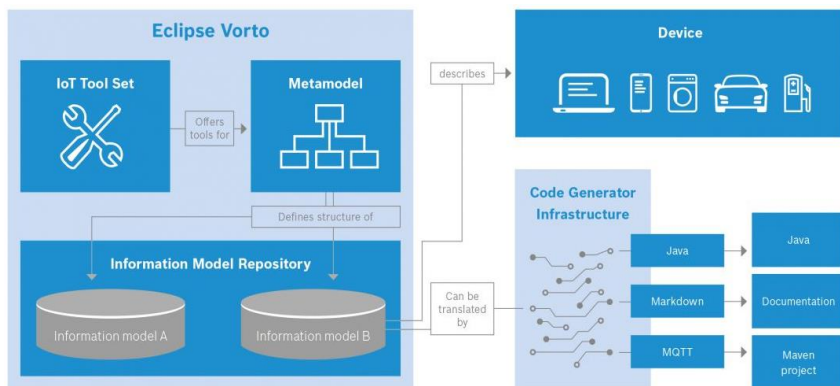 Eclipse Vorto
IoT Tool Set
Offers
tools for
Metamodel
Defines structure of
Information Model Repository
Information model A
Information model B
describes
Device
Can be
translated
by
Code Generator
Infrastructure
Java
Java
Markdown
Documentation
MQTT
Maven
project